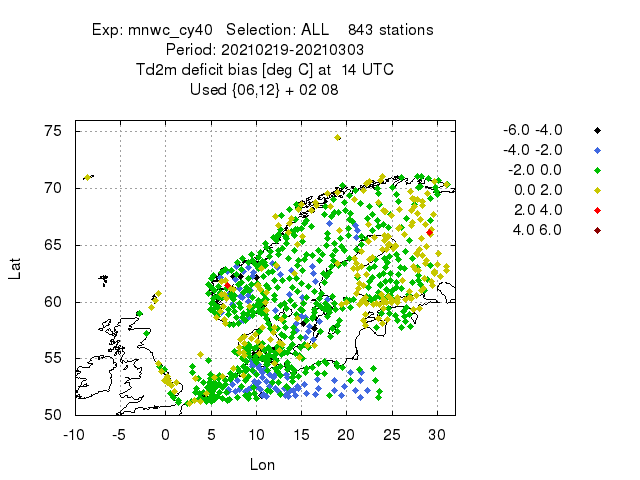 Exp: mnwc_cy40   Selection: ALL    843 stations
Period: 20210219-20210303
Td2m deficit bias [deg C] at  14 UTC
Used {06,12} + 02 08
-6.0 -4.0
-4.0 -2.0
-2.0 0.0
0.0 2.0
2.0 4.0
4.0 6.0
75
70
65
60
55
50
Lat
-10 -5 0 5 10 15 20 25 30
Lon